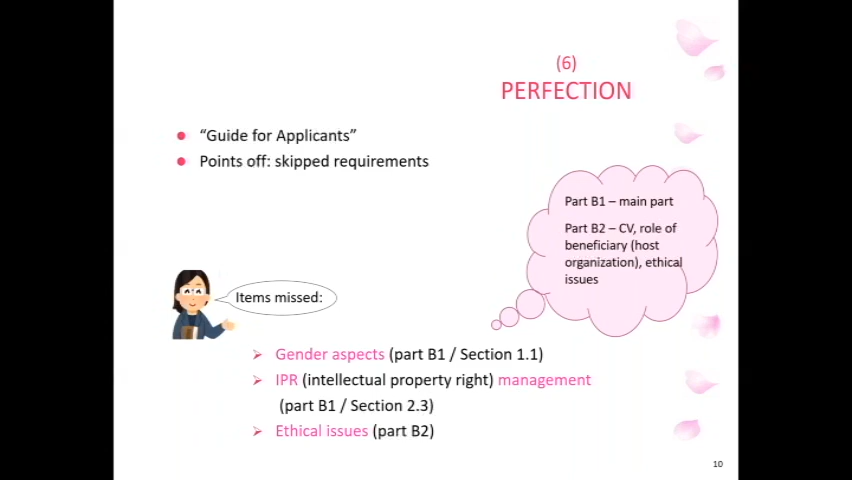 (6)
PERFECTION
● “Guide for Applicants”
● Points off: skipped requirements
Part B1 – main part
Part B2 – CV, role of
beneficiary (host
organization), ethical
issues
Items missed:
➢ Gender aspects (part B1 / Section 1.1)
➢ IPR (intellectual property right) management
(part B1 / Section 2.3)
➢ Ethical issues (part B2)
10